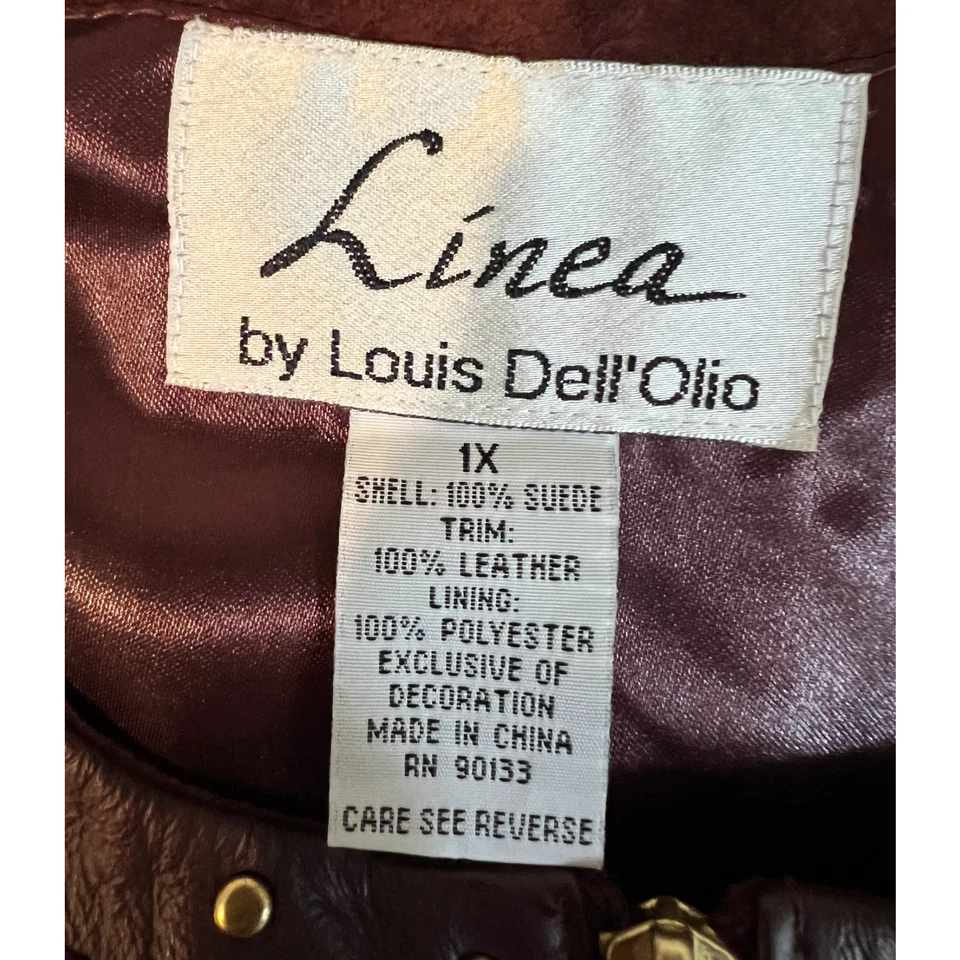 Linea
by Louis Dell'Olio
1X
SHELL: 100% SUEDE
TRIM:
100% LEATHER
LINING:
100% POLYESTER
EXCLUSIVE OF
DECORATION
MADE IN CHINA
RN 90133
CARE SEE REVERSE